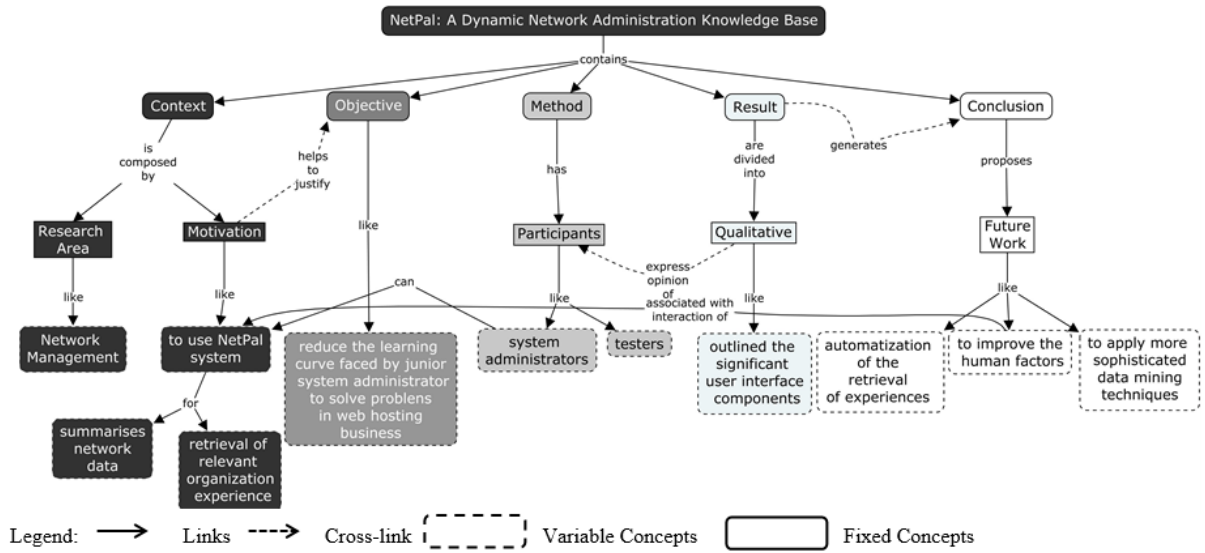 NetPal: A Dynamic Network Administration Knowledge Base
contains
Context
Objective
Method
Result
Conclusion
is
composed
by
helps
to
justify
has
are
divided
into
generates
proposes
Research
Area
Motivation
like
Participants
Qualitative
Future
Work
express
opinion
of
like
like
can
like
associated with
interaction of
like
like
Network
Management
to use NetPal
system
reduce the learning
curve faced by junior
system administrator
to solve problens
in web hosting
business
system
administrators
testers
outlined the
significant
user interface
components
automatization
of the
retrieval
of experiences
to improve the
human factors
to apply more
sophisticated
data mining
techniques
for
summarises
network
data
retrieval of
relevant
organization
experience
Legend:
Links
Cross-link
Variable Concepts
Fixed Concepts